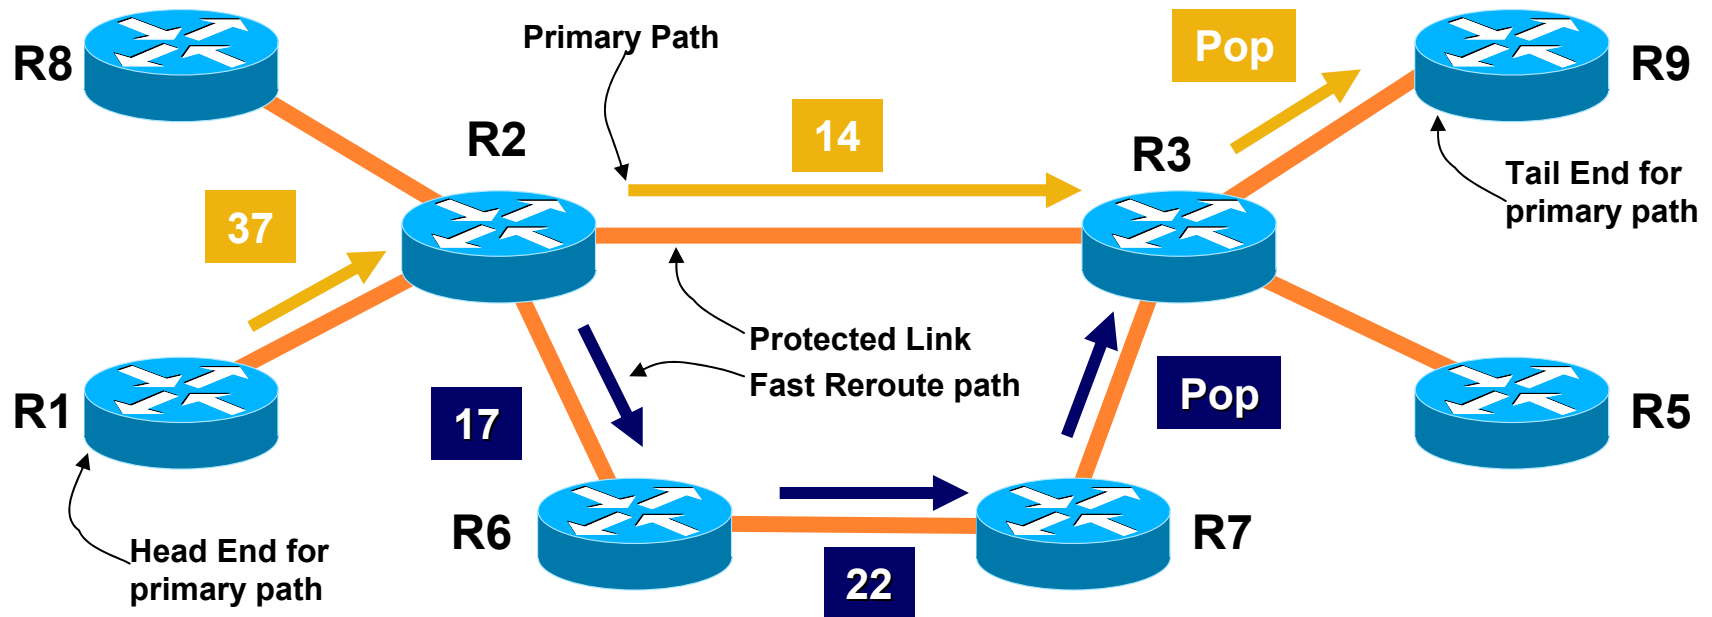 R8
Primary Path
Pop
R9
R2
14
R3
Tail End for
primary path
37
Protected Link
Fast Reroute path
R1
17
Pop
R5
R6
R7
Head End for
primary path
22